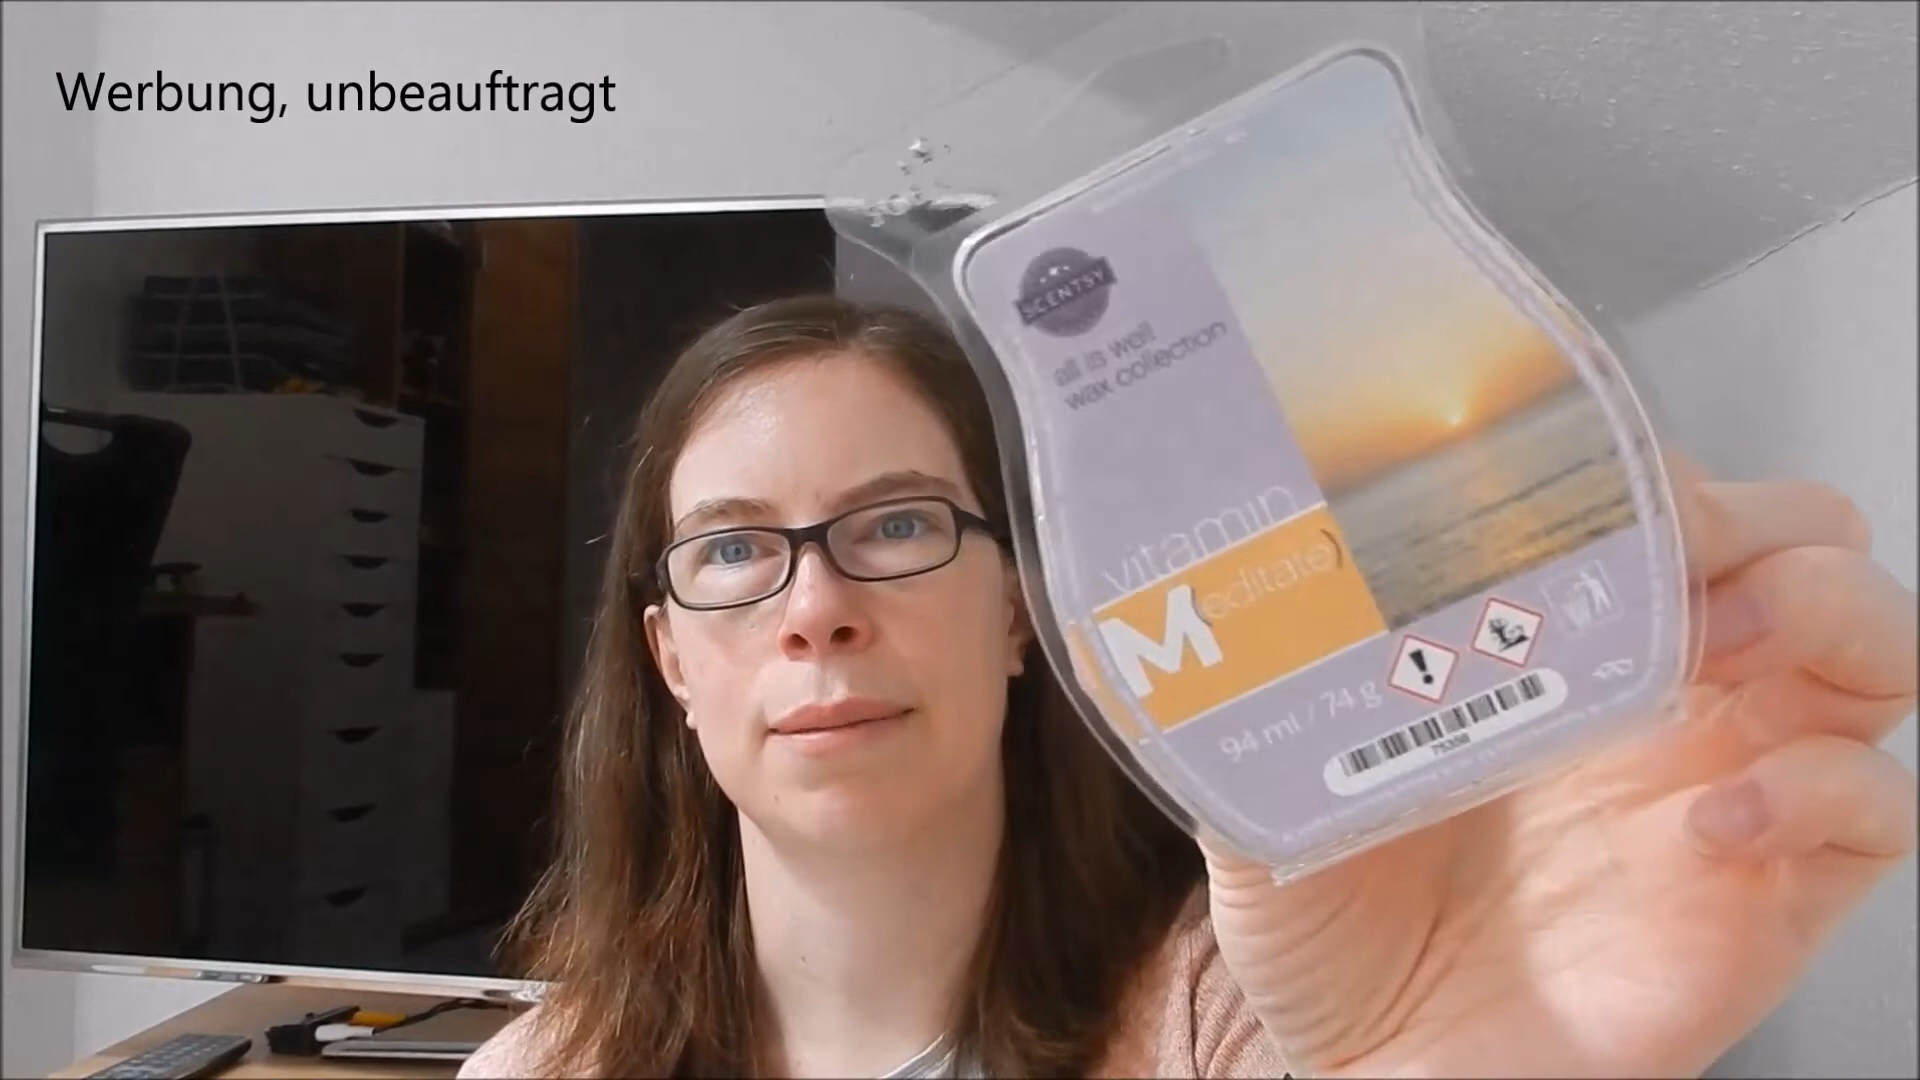 Werbung, unbeauftragt
SCENTSY
all is well
wax collection
vitamin
M(editate)
94 ml / 74 g